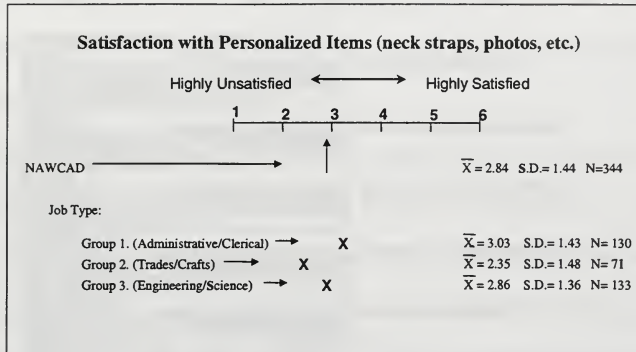 Satisfaction with Personalized Items (neck straps, photos, etc.)
Highly Unsatisfied Highly Satisfied
1 2 3 4 5 6
NAWCAD X̅ = 2.84 S.D.= 1.44 N=344
Job Type:
Group 1. (Administrative/Clerical) X X̅ = 3.03 S.D.= 1.43 N= 130
Group 2. (Trades/Crafts) X X̅ = 2.35 S.D.= 1.48 N= 71
Group 3. (Engineering/Science) X X̅ = 2.86 S.D.= 1.36 N= 133